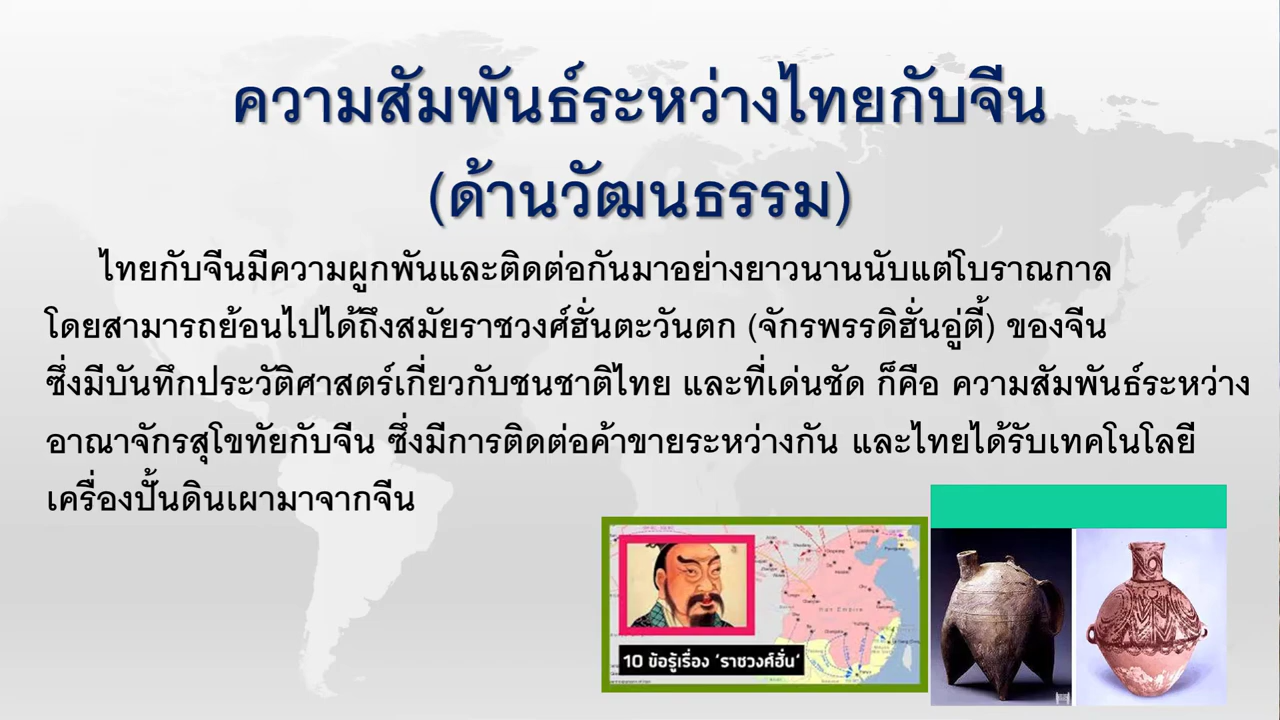 ความสัมพันธ์ระหว่างไทยกับจีน
(ด้านวัฒนธรรม)
ไทยกับจีนมีความผูกพันและติดต่อกันมาอย่างยาวนานนับแต่โบราณกาล
โดยสามารถย้อนไปได้ถึงสมัยราชวงศ์ฮั่นตะวันตก (จักรพรรดิฮั่นอู่ตี้) ของจีน
ซึ่งมีบันทึกประวัติศาสตร์เกี่ยวกับชนชาติไทย และที่เด่นชัด ก็คือ ความสัมพันธ์ระหว่าง
อาณาจักรสุโขทัยกับจีน ซึ่งมีการติดต่อค้าขายระหว่างกัน และไทยได้รับเทคโนโลยี
เครื่องปั้นดินเผามาจากจีน
10 ข้อรู้เรื่อง ‘ราชวงศ์ฮั่น’